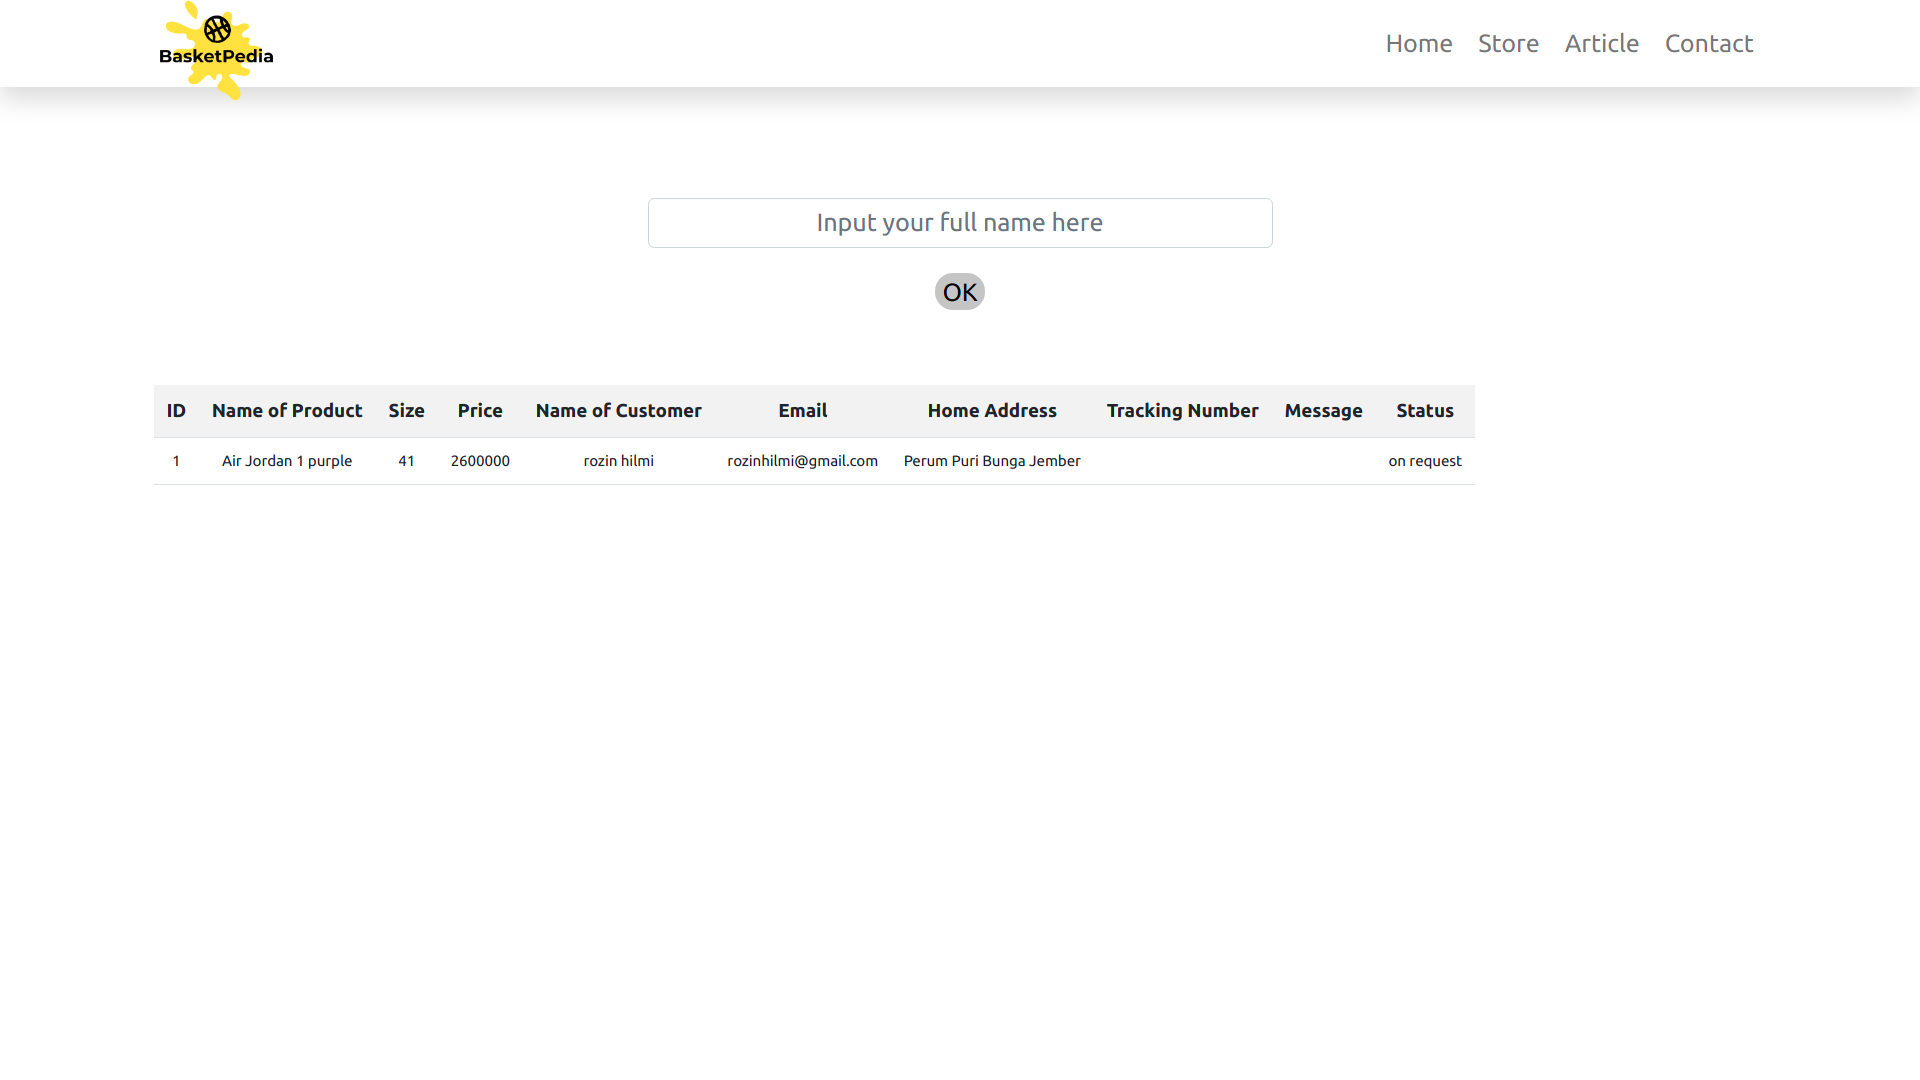 BasketPedia
Home Store Article Contact
Input your full name here
OK
ID Name of Product Size Price Name of Customer Email Home Address Tracking Number Message Status
1 Air Jordan 1 purple 41 2600000 rozin hilmi rozinhilmi@gmail.com Perum Puri Bunga Jember on request